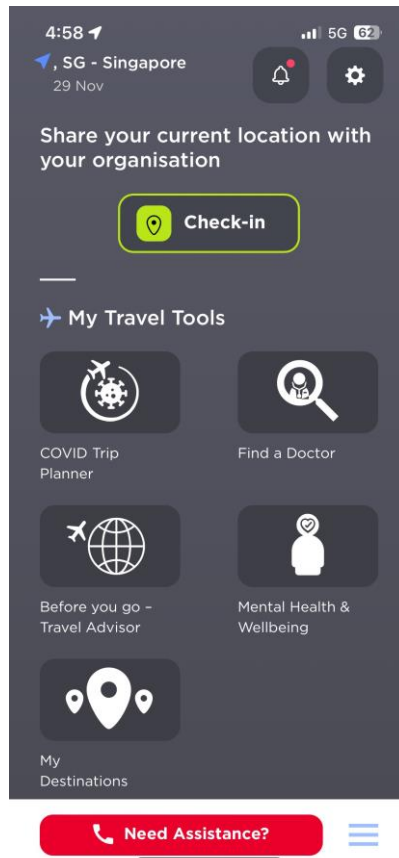 4:58
5G 62
, SG - Singapore
29 Nov
Share your current location with
your organisation
Check-in
My Travel Tools
COVID Trip
Planner
Find a Doctor
Before you go –
Travel Advisor
Mental Health &
Wellbeing
My
Destinations
Need Assistance?